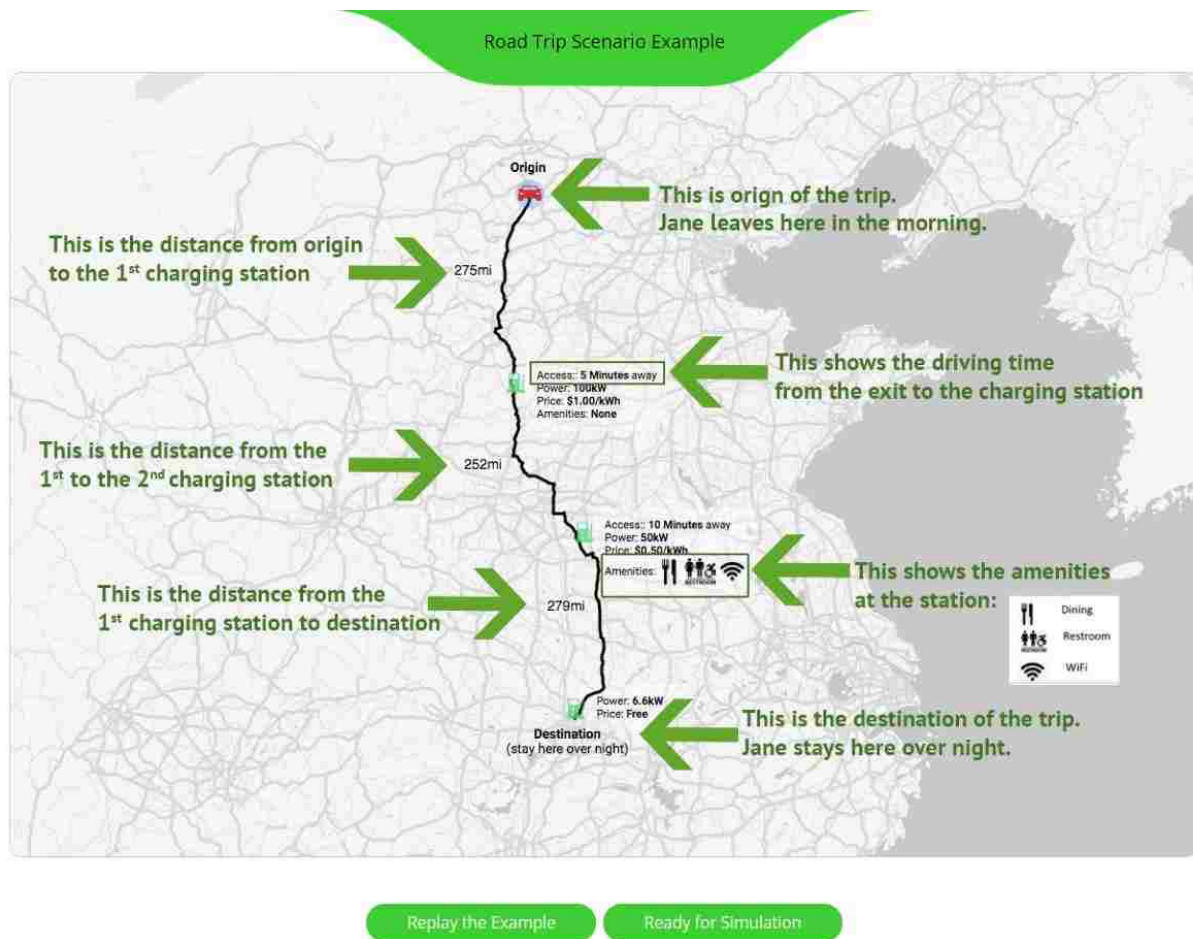 Road Trip Scenario Example
Origin
This is orign of the trip.
Jane leaves here in the morning.
This is the distance from origin
to the 1st charging station
275mi
Access:: 5 Minutes away
Power: 100kW
Price: $1.00/kWh
Amenities: None
This shows the driving time
from the exit to the charging station
This is the distance from the
1st to the 2nd charging station
252mi
Access:: 10 Minutes away
Power: 50kW
Price: $0.50/kWh
Amenities:
RESTROOM
This shows the amenities
at the station:
Dining
Restroom
RESTROOM
WiFi
This is the distance from the
1st charging station to destination
279mi
Power: 6.6kW
Price: Free
Destination
(stay here over night)
This is the destination of the trip.
Jane stays here over night.
Replay the Example
Ready for Simulation